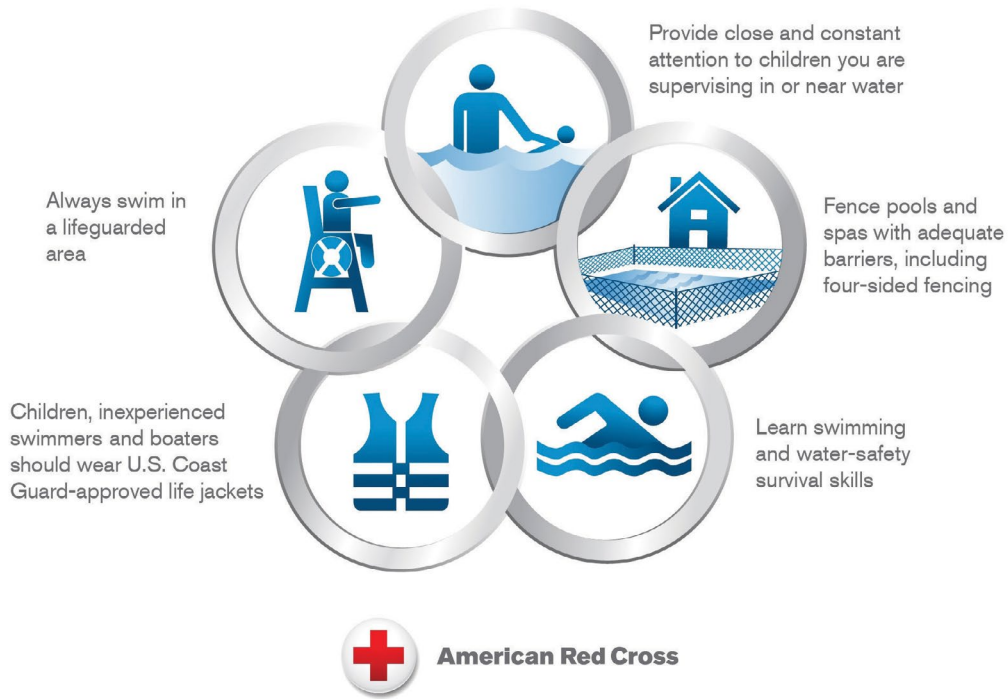 Provide close and constant
attention to children you are
supervising in or near water
Always swim in
a lifeguarded
area
Fence pools and
spas with adequate
barriers, including
four-sided fencing
Children, inexperienced
swimmers and boaters
should wear U.S. Coast
Guard-approved life jackets
Learn swimming
and water-safety
survival skills
American Red Cross